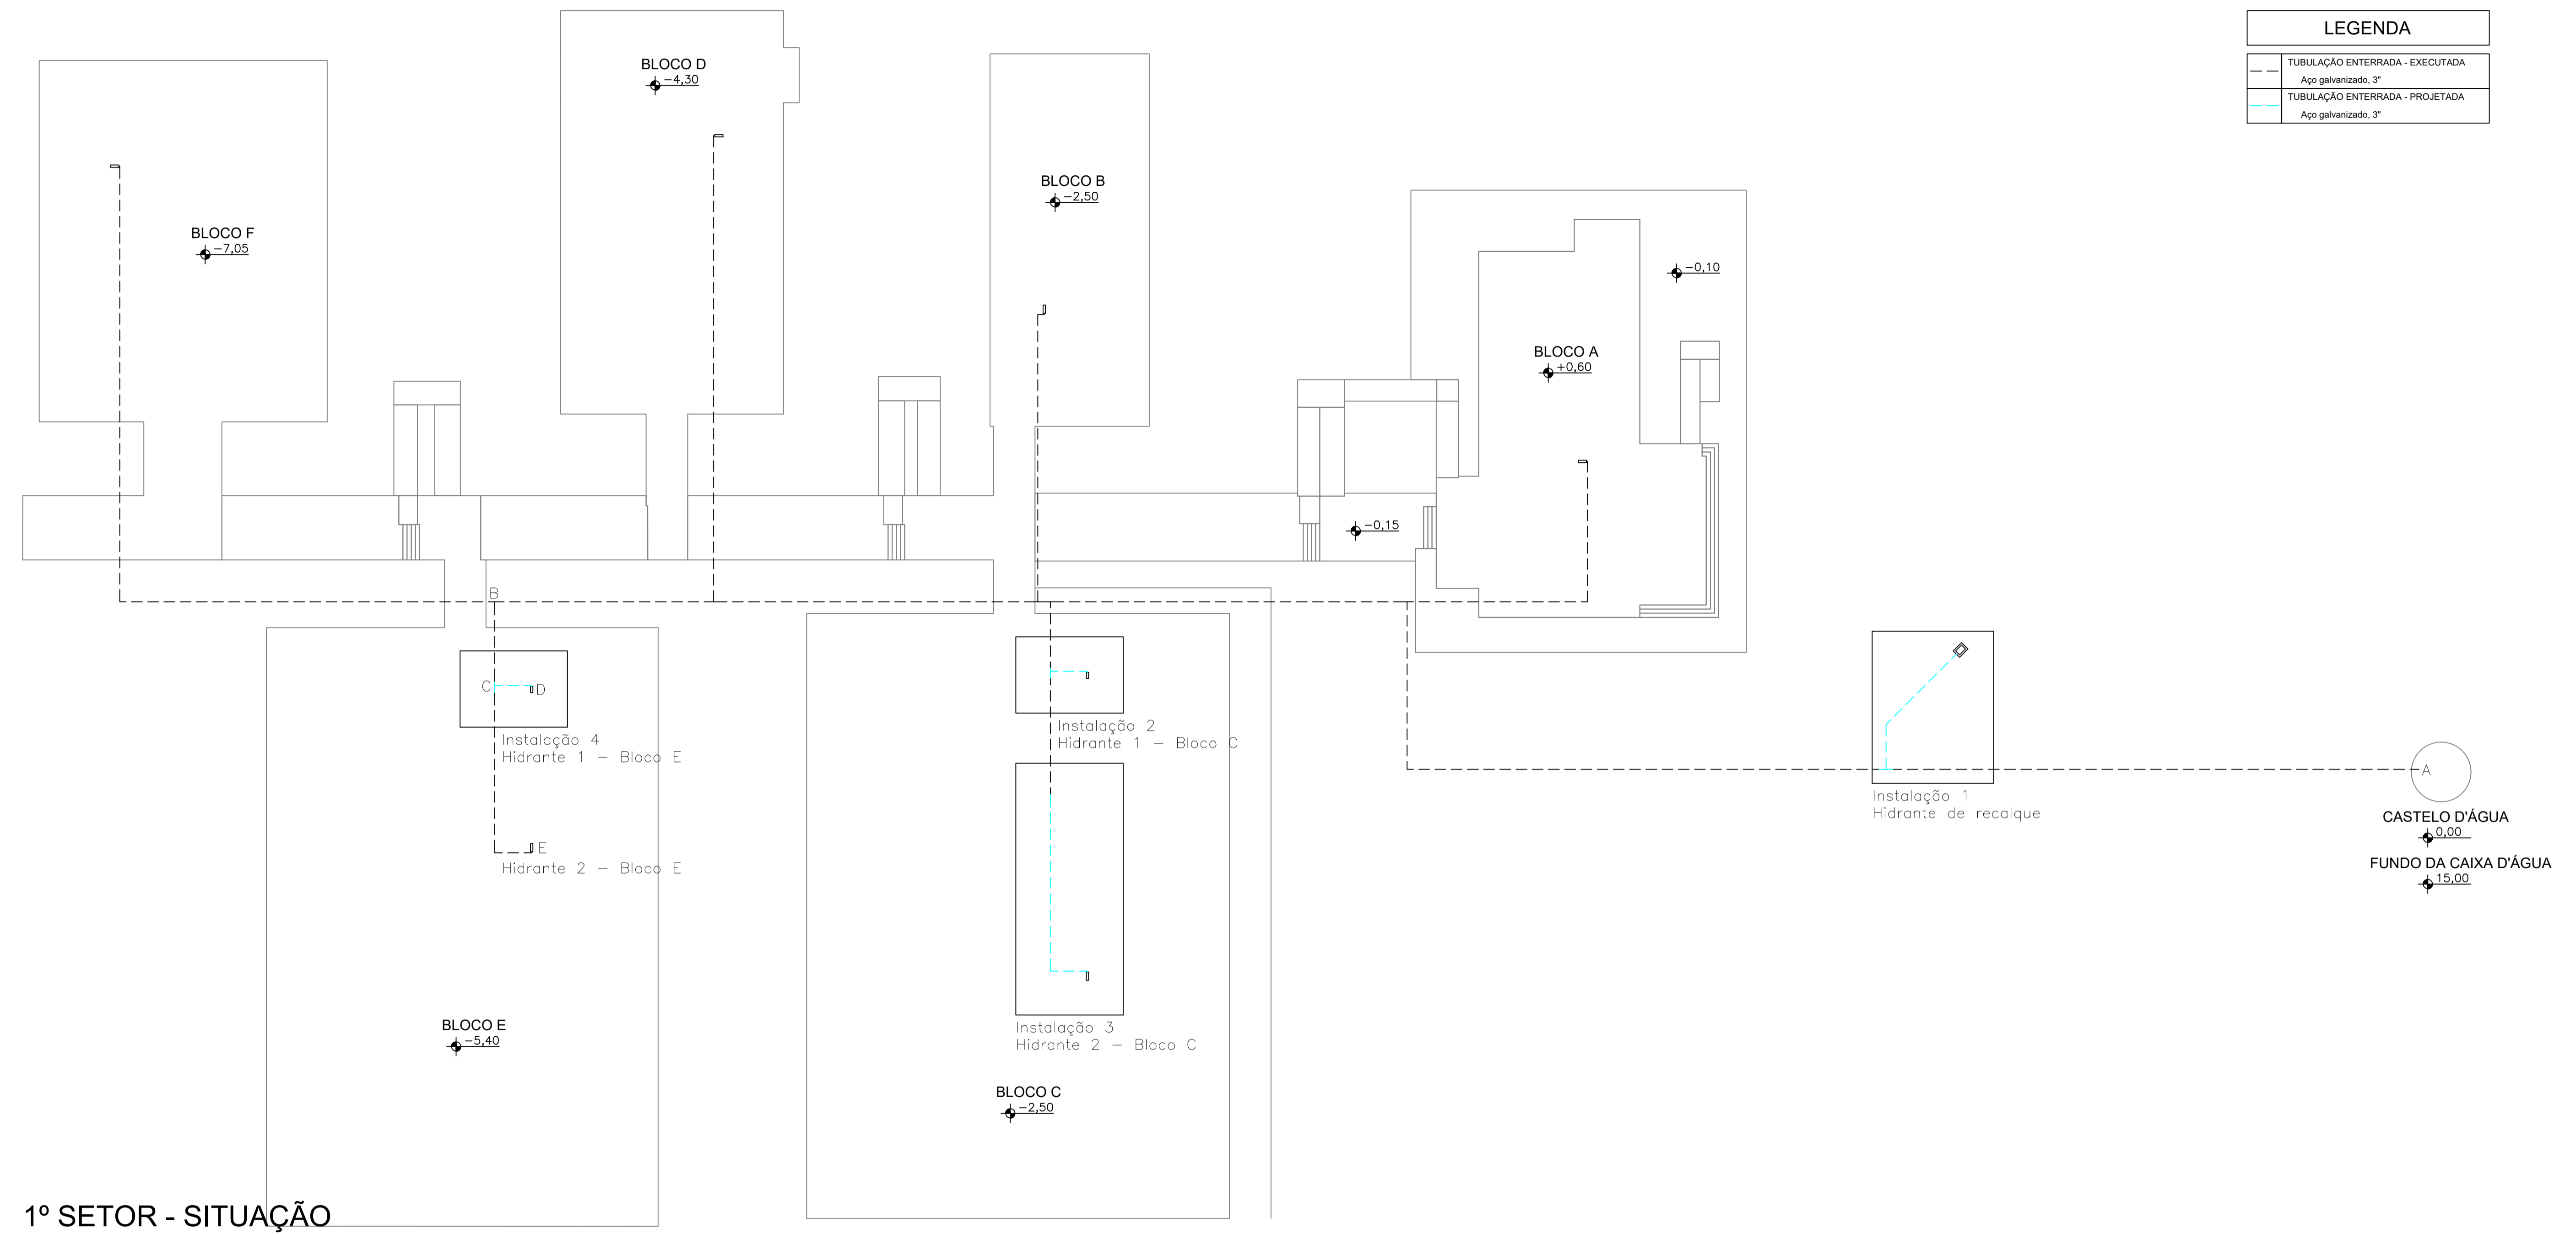 LEGENDA
TUBULAÇÃO ENTERRADA - EXECUTADA
Aço galvanizado, 3"
TUBULAÇÃO ENTERRADA - PROJETADA
Aço galvanizado, 3"
BLOCO D
-4,30
BLOCO B
-2,50
BLOCO F
-7,05
-0,10
BLOCO A
+0,60
-0,15
B
C
D
Instalação 4
Hidrante 1 - Bloco E
E
Hidrante 2 - Bloco E
Instalação 2
Hidrante 1 - Bloco C
Instalação 1
Hidrante de recalque
A
CASTELO D'ÁGUA
0,00
FUNDO DA CAIXA D'ÁGUA
15,00
BLOCO E
-5,40
Instalação 3
Hidrante 2 - Bloco C
BLOCO C
-2,50
1º SETOR - SITUAÇÃO